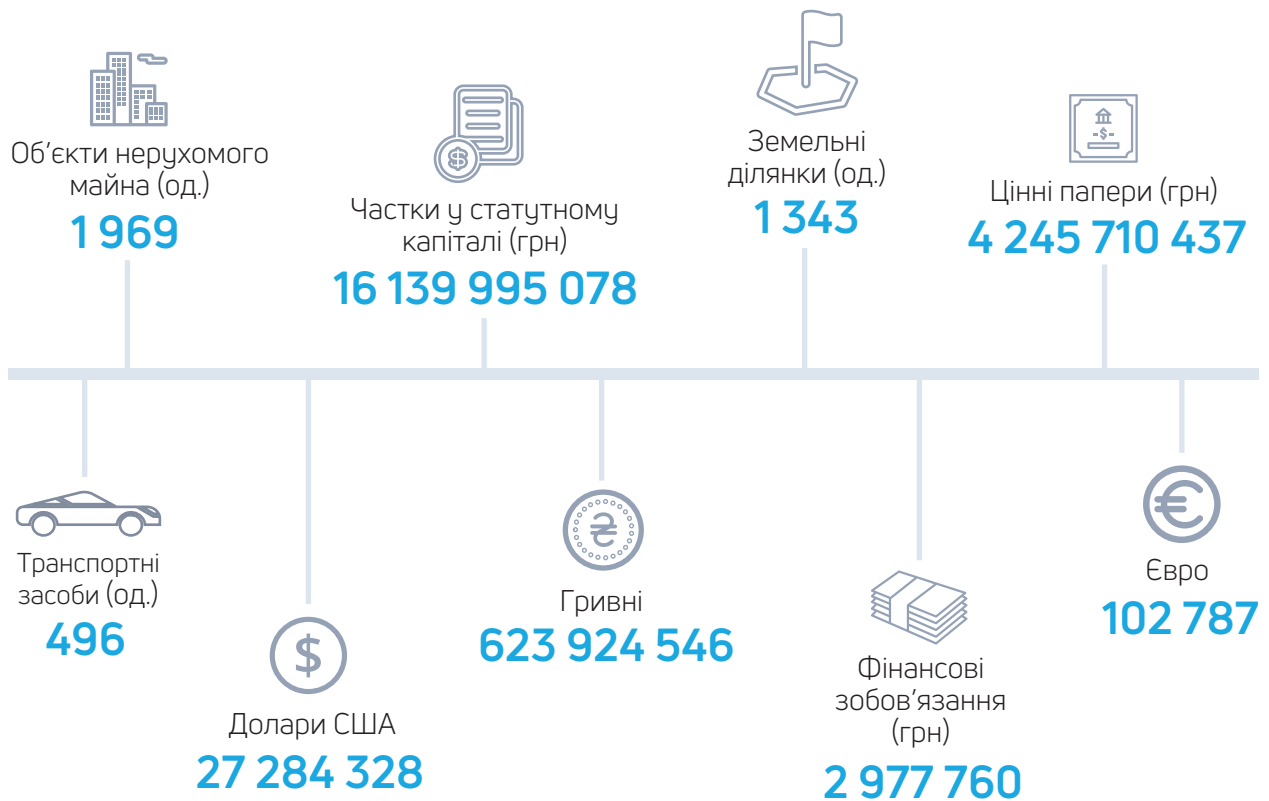 Об’єкти нерухомого
майна (од.)
1 969
Частки у статутному
капіталі (грн)
$
16 139 995 078
Земельні
ділянки (од.)
1 343
-$-
Цінні папери (грн)
4 245 710 437
Транспортні
засоби (од.)
496
$
Долари США
27 284 328
₴
Гривні
623 924 546
Фінансові
зобов’язання
(грн)
2 977 760
€
Євро
102 787